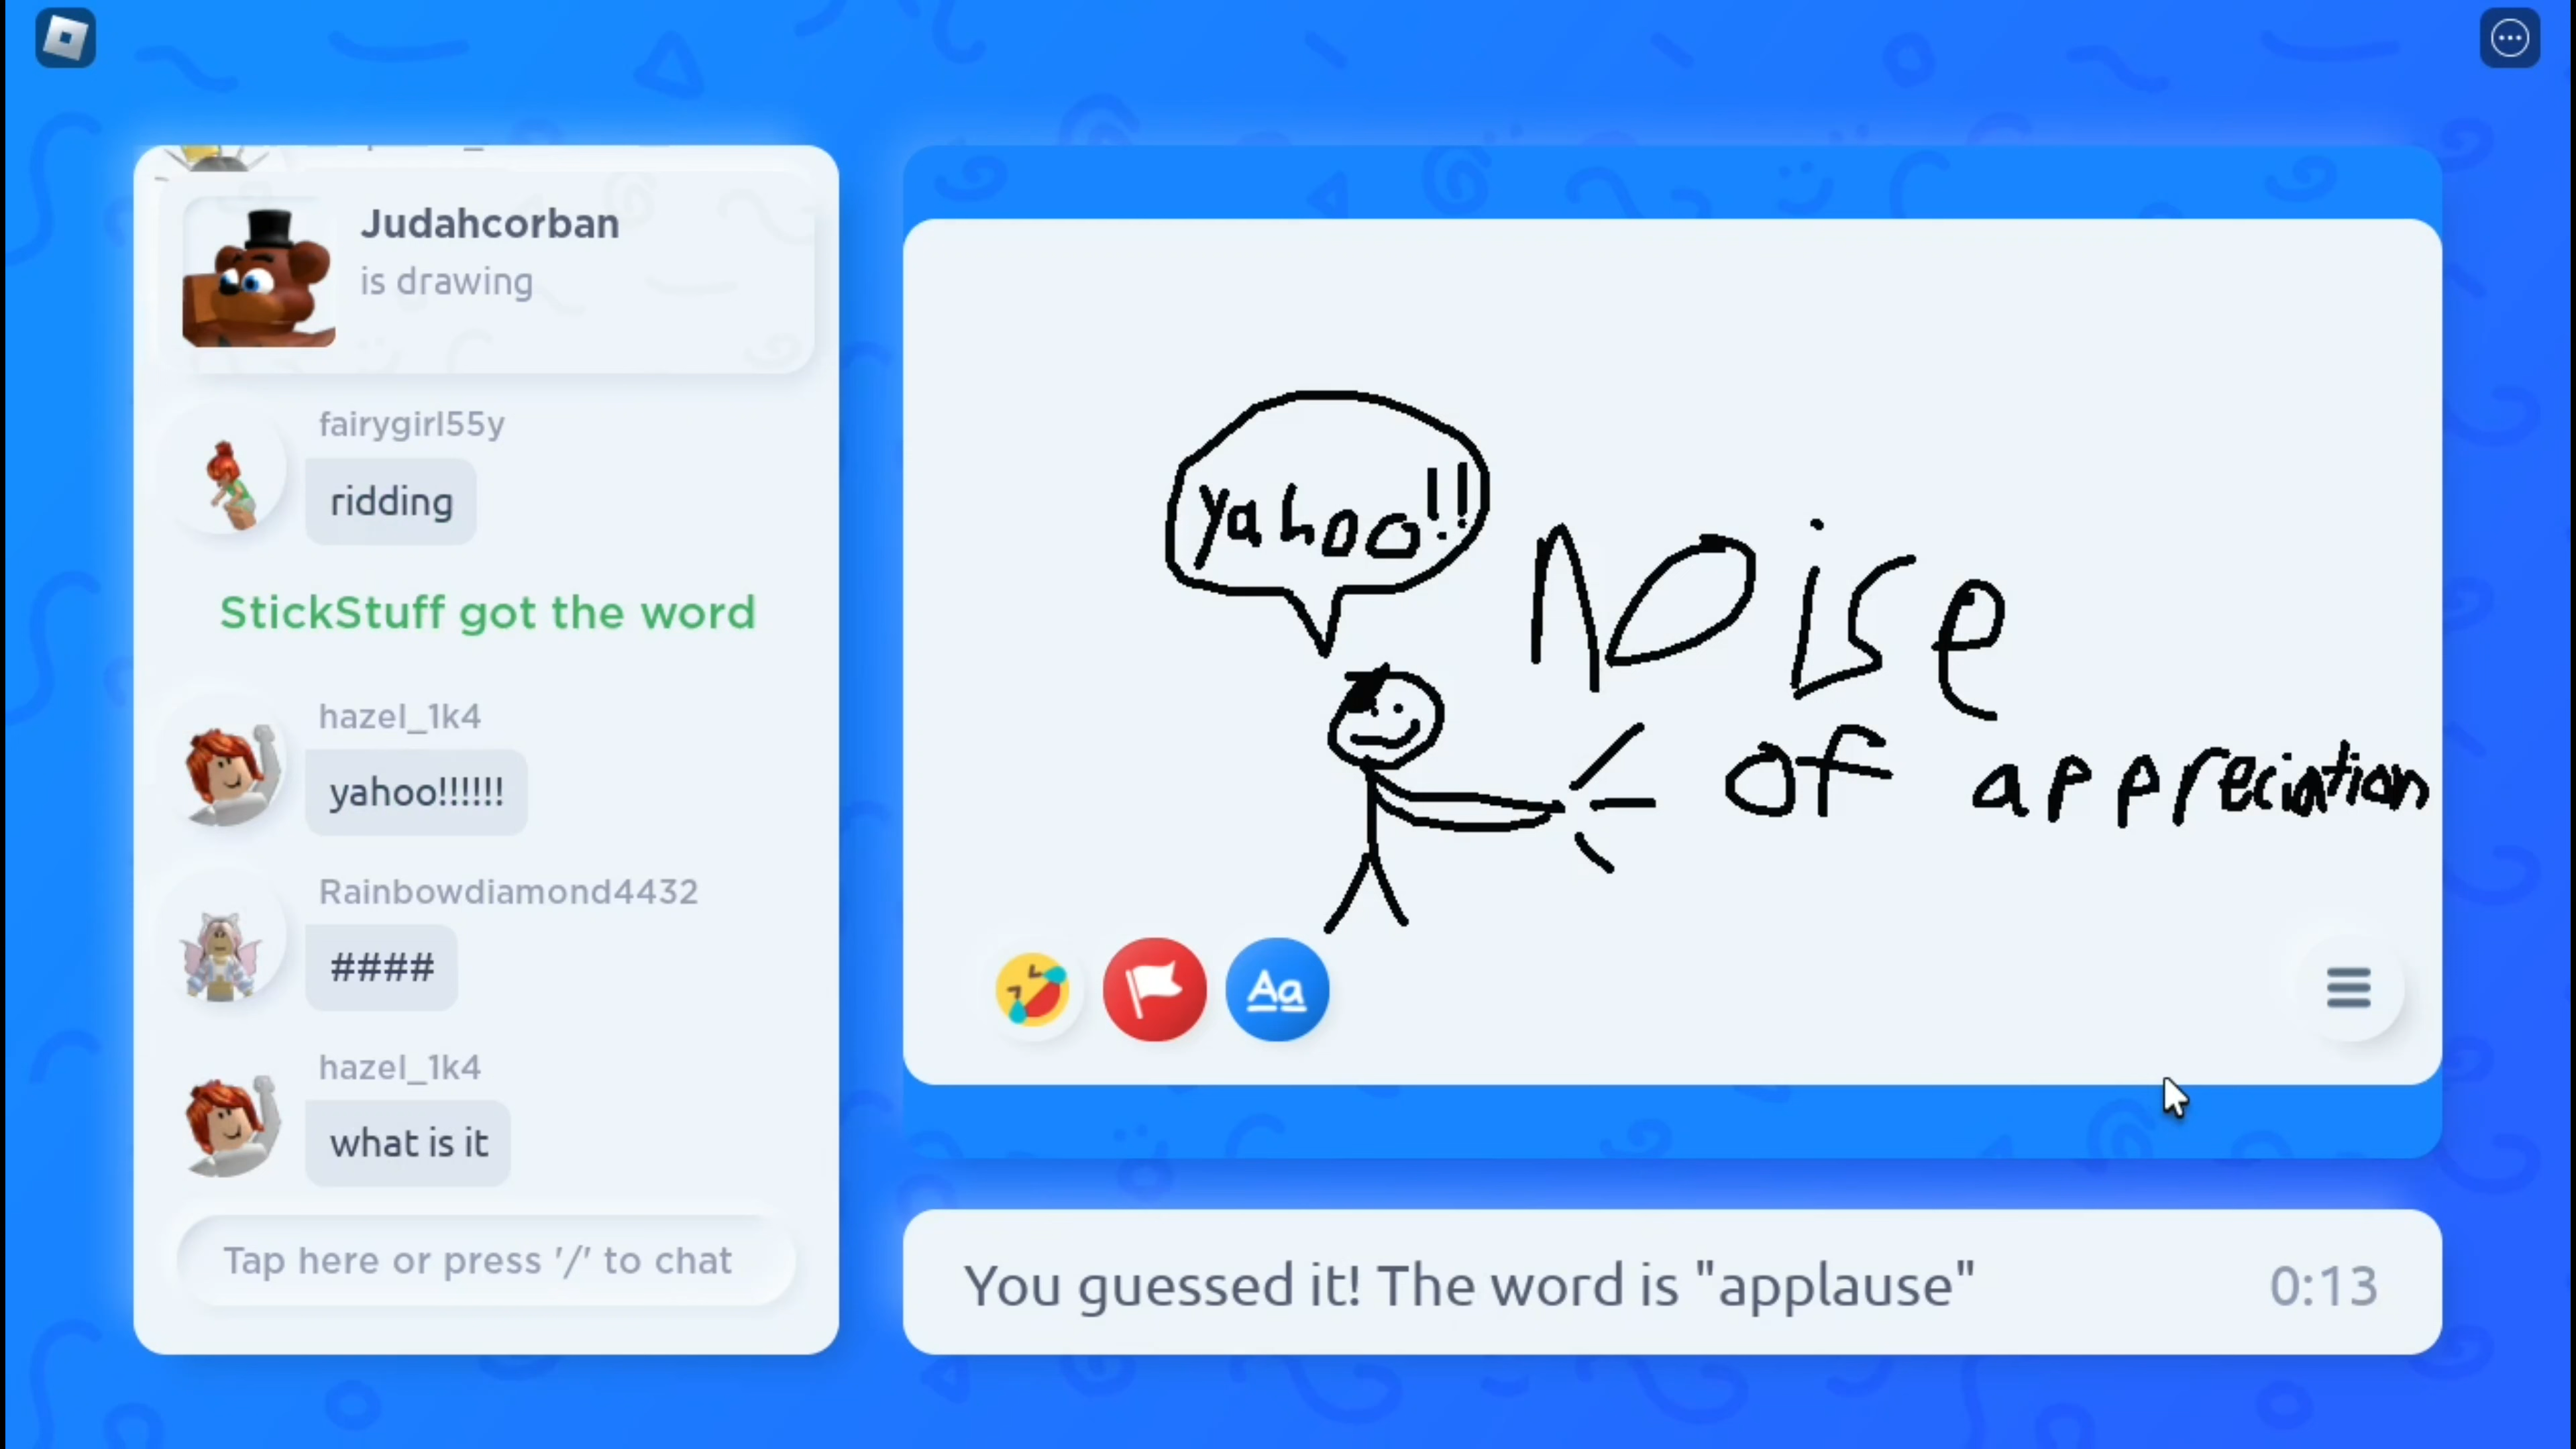 Judahcorban
is drawing
fairygirl55y
ridding
StickStuff got the word
hazel_1k4
yahoo!!!!!!
Rainbowdiamond4432
####
hazel_1k4
what is it
Tap here or press '/' to chat
yahoo!!
Noise
of appreciation
Aa
You guessed it! The word is "applause"
0:13